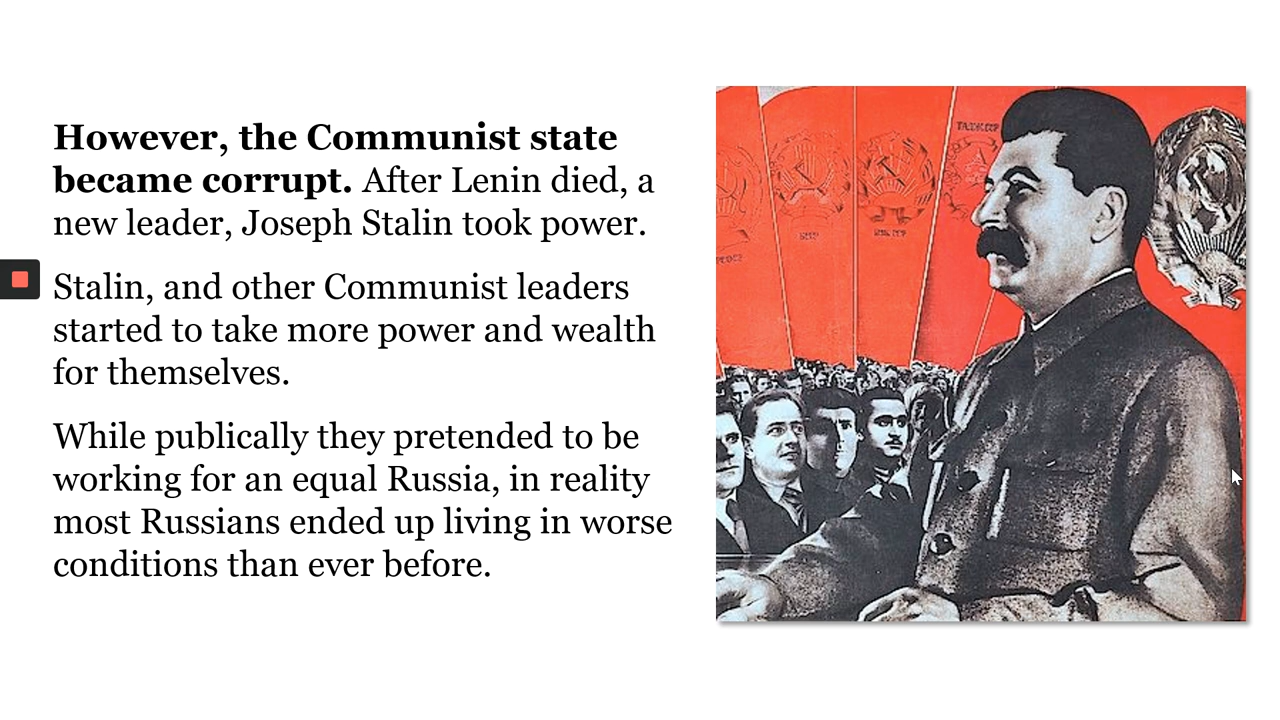 However, the Communist state
became corrupt. After Lenin died, a
new leader, Joseph Stalin took power.
Stalin, and other Communist leaders
started to take more power and wealth
for themselves.
While publically they pretended to be
working for an equal Russia, in reality
most Russians ended up living in worse
conditions than ever before.